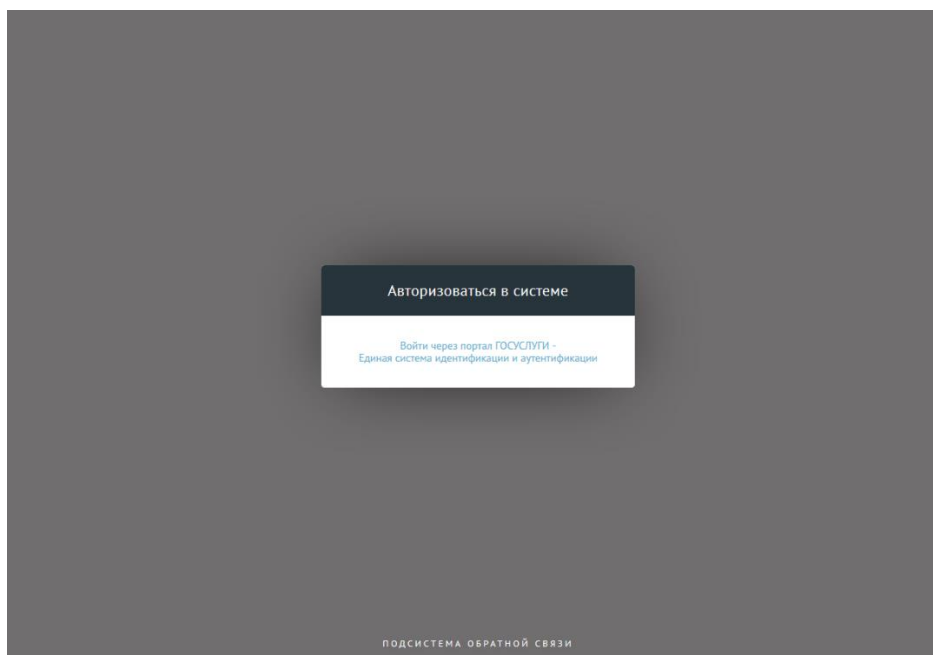 Авторизоваться в системе
Войти через портал ГОСУСЛУГИ -
Единая система идентификации и аутентификации
ПОДСИСТЕМА ОБРАТНОЙ СВЯЗИ